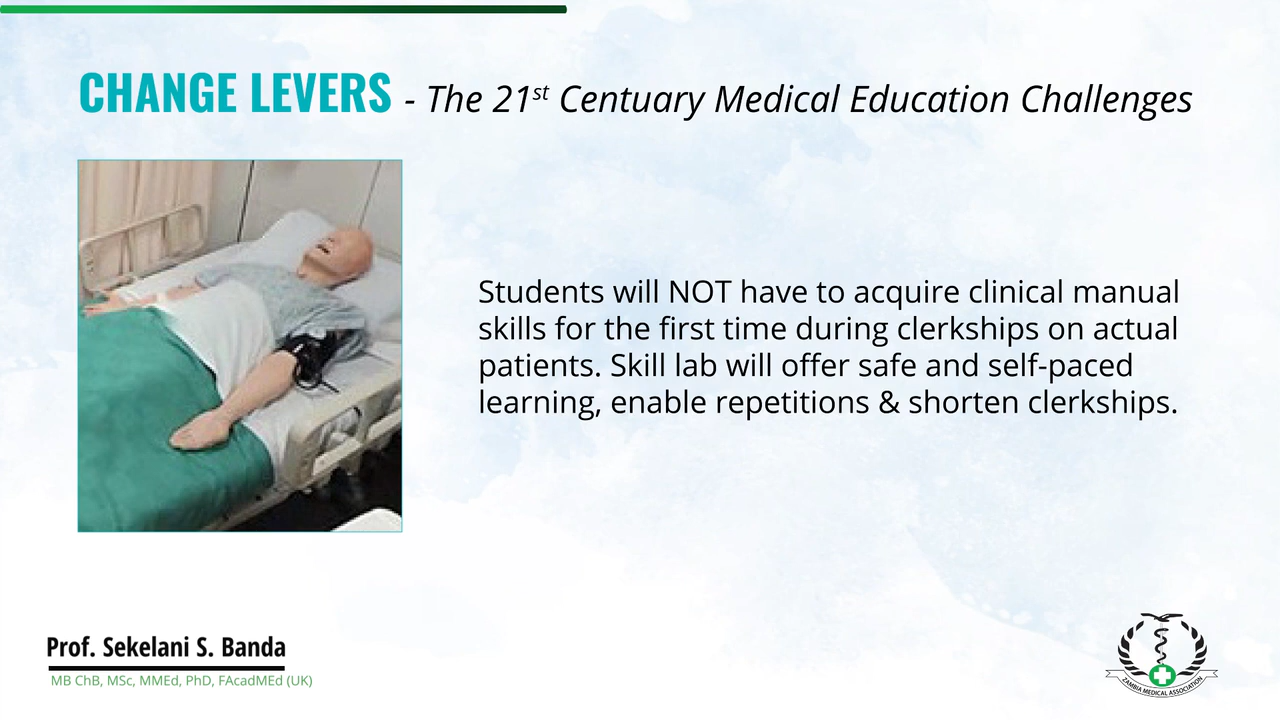 CHANGE LEVERS - The 21st Centuary Medical Education Challenges
Students will NOT have to acquire clinical manual
skills for the first time during clerkships on actual
patients. Skill lab will offer safe and self-paced
learning, enable repetitions & shorten clerkships.
Prof. Sekelani S. Banda
MB ChB, MSc, MMEd, PhD, FAcadMEd (UK)
ZAMBIA MEDICAL ASSOCIATION